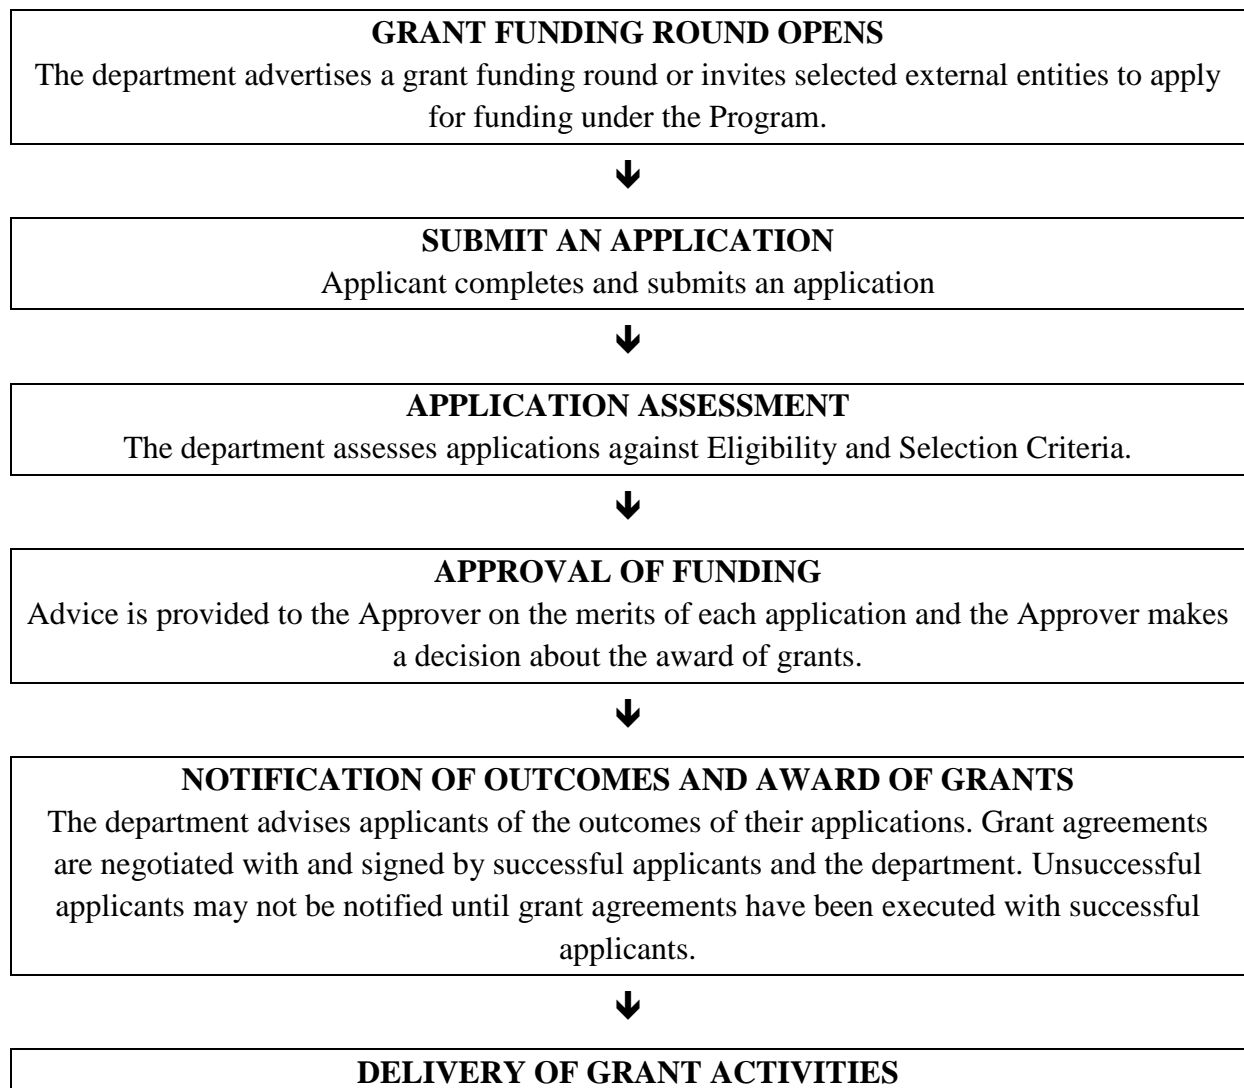 GRANT FUNDING ROUND OPENS
The department advertises a grant funding round or invites selected external entities to apply
for funding under the Program.
SUBMIT AN APPLICATION
Applicant completes and submits an application
APPLICATION ASSESSMENT
The department assesses applications against Eligibility and Selection Criteria.
APPROVAL OF FUNDING
Advice is provided to the Approver on the merits of each application and the Approver makes
a decision about the award of grants.
NOTIFICATION OF OUTCOMES AND AWARD OF GRANTS
The department advises applicants of the outcomes of their applications. Grant agreements
are negotiated with and signed by successful applicants and the department. Unsuccessful
applicants may not be notified until grant agreements have been executed with successful
applicants.
DELIVERY OF GRANT ACTIVITIES